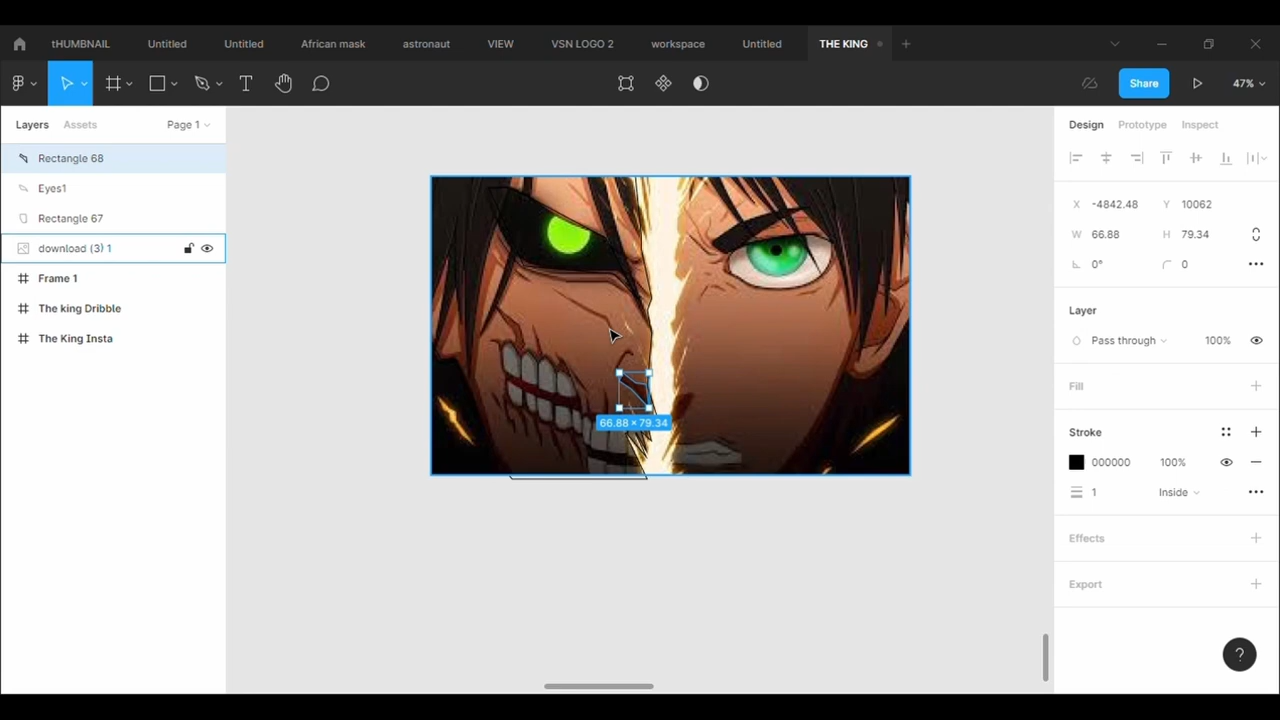 tHUMBNAIL Untitled Untitled African mask astronaut VIEW VSN LOGO 2 workspace Untitled THE KING
Share 47%
Layers Assets Page 1
Rectangle 68
Eyes1
Rectangle 67
download (3) 1
Frame 1
The king Dribble
The King Insta
66.88 × 79.34
Design Prototype Inspect
X -4842.48 Y 10062
W 66.88 H 79.34
0° 0
Layer
Pass through 100%
Fill
Stroke
000000 100%
1 Inside
Effects
Export
?